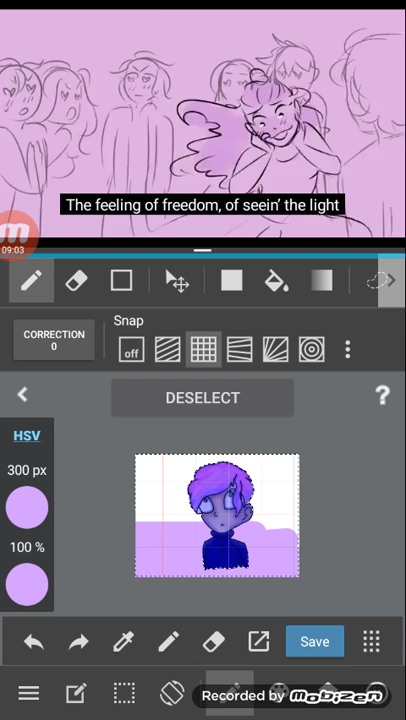 The feeling of freedom, of seein' the light
09:03
CORRECTION
0
Snap
off
DESELECT
?
HSV
300 px
100 %
Save
Recorded by mobizen